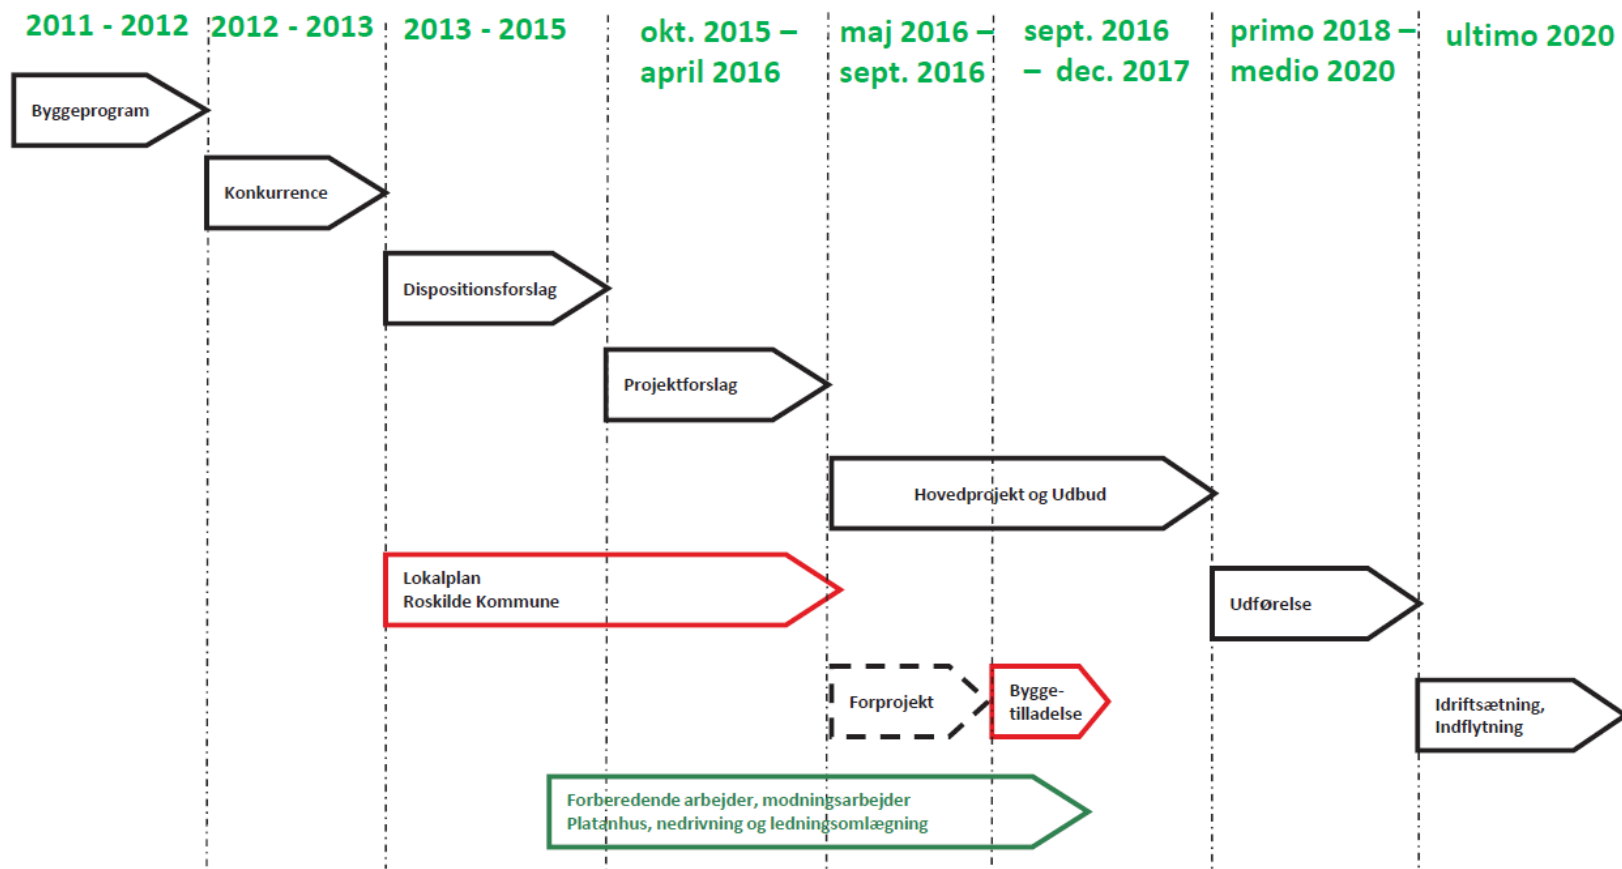 2011 - 2012
2012 - 2013
2013 - 2015
okt. 2015 –
april 2016
maj 2016 –
sept. 2016
sept. 2016
– dec. 2017
primo 2018 –
medio 2020
ultimo 2020
Byggeprogram
Konkurrence
Dispositionsforslag
Projektforslag
Hovedprojekt og Udbud
Lokalplan
Roskilde Kommune
Udførelse
Forprojekt
Bygge-
tilladelse
Idriftsætning,
Indflytning
Forberedende arbejder, modningsarbejder
Platanhus, nedrivning og ledningsomlægning